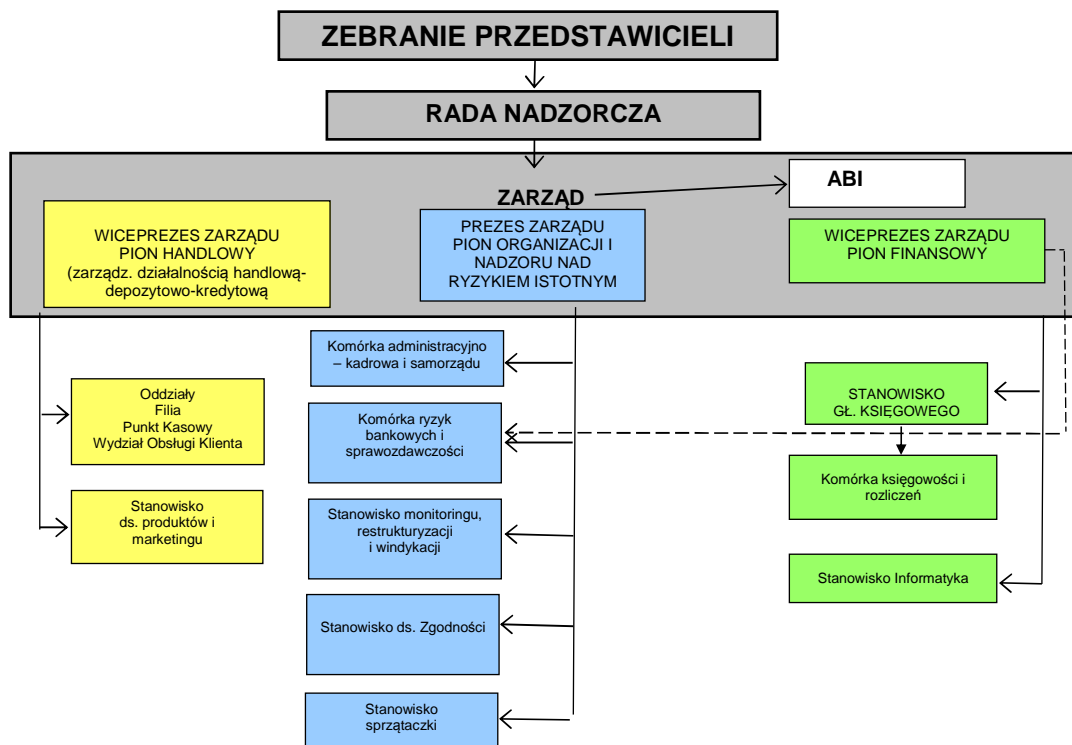 ZEBRANIE PRZEDSTAWICIELI
RADA NADZORCZA
ZARZĄD
ABI
WICEPREZES ZARZĄDU
PION HANDLOWY
(zarządz. działalnością handlową-
depozytowo-kredytową
PREZES ZARZĄDU
PION ORGANIZACJI I
NADZORU NAD
RYZYKIEM ISTOTNYM
WICEPREZES ZARZĄDU
PION FINANSOWY
Oddziały
Filia
Punkt Kasowy
Wydział Obsługi Klienta
Stanowisko
ds. produktów i
marketingu
Komórka administracyjno
– kadrowa i samorządu
Komórka ryzyk
bankowych i
sprawozdawczości
Stanowisko monitoringu,
restrukturyzacji
i windykacji
Stanowisko ds. Zgodności
Stanowisko
sprzątaczki
STANOWISKO
GŁ. KSIĘGOWEGO
Komórka księgowości i
rozliczeń
Stanowisko Informatyka